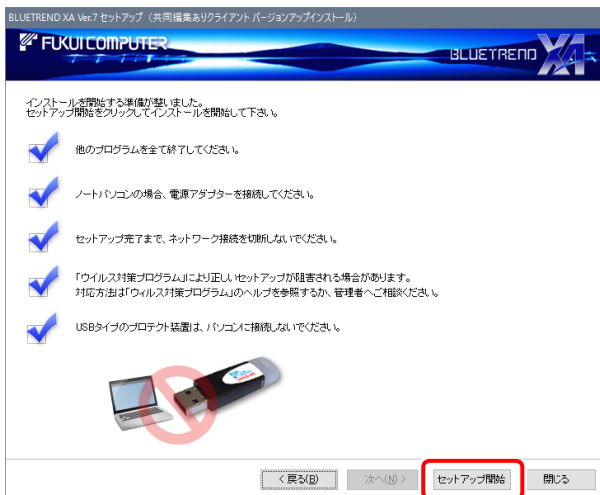 BLUETREND XA Ver.7 セットアップ（共同編集ありクライアント バージョンアップインストール）
FUKUI COMPUTER
BLUETREND XA
インストールを開始する準備が整いました。
セットアップ開始をクリックしてインストールを開始して下さい。
他のプログラムを全て終了してください。
ノートパソコンの場合、電源アダプターを接続してください。
セットアップ完了まで、ネットワーク接続を切断しないでください。
「ウイルス対策プログラム」により正しいセットアップが阻害される場合があります。
対応方法は「ウィルス対策プログラム」のヘルプを参照するか、管理者へご相談ください。
USBタイプのプロテクト装置は、パソコンに接続しないでください。
< 戻る(B)
次へ(N) >
セットアップ開始
閉じる